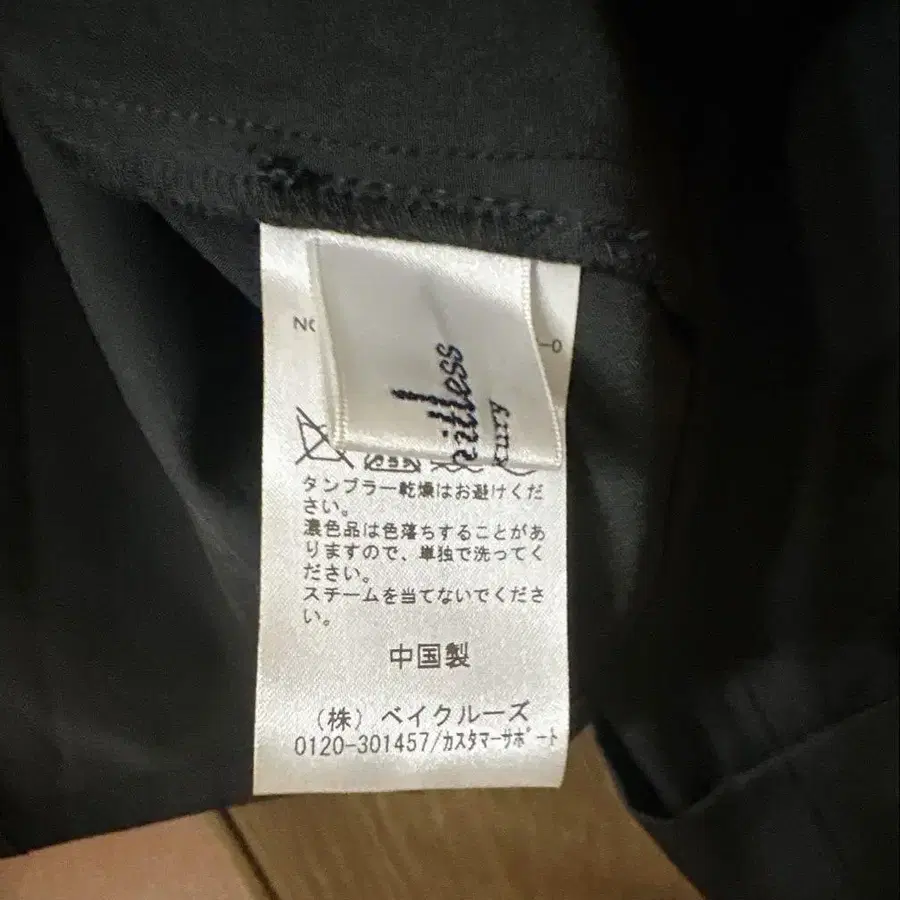 タンブラー乾燥はお避けくだ
さい。
濃色品は色落ちすることがあ
りますので、単独で洗ってく
ださい。
スチームを当てないでくださ
い。
中国製
(株) ベイクルーズ
0120-301457/カスタマーサポート